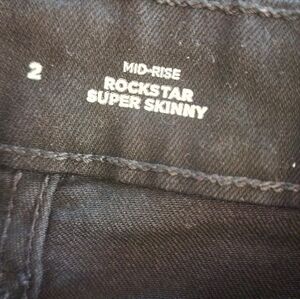 2
MID-RISE
ROCKSTAR
SUPER SKINNY